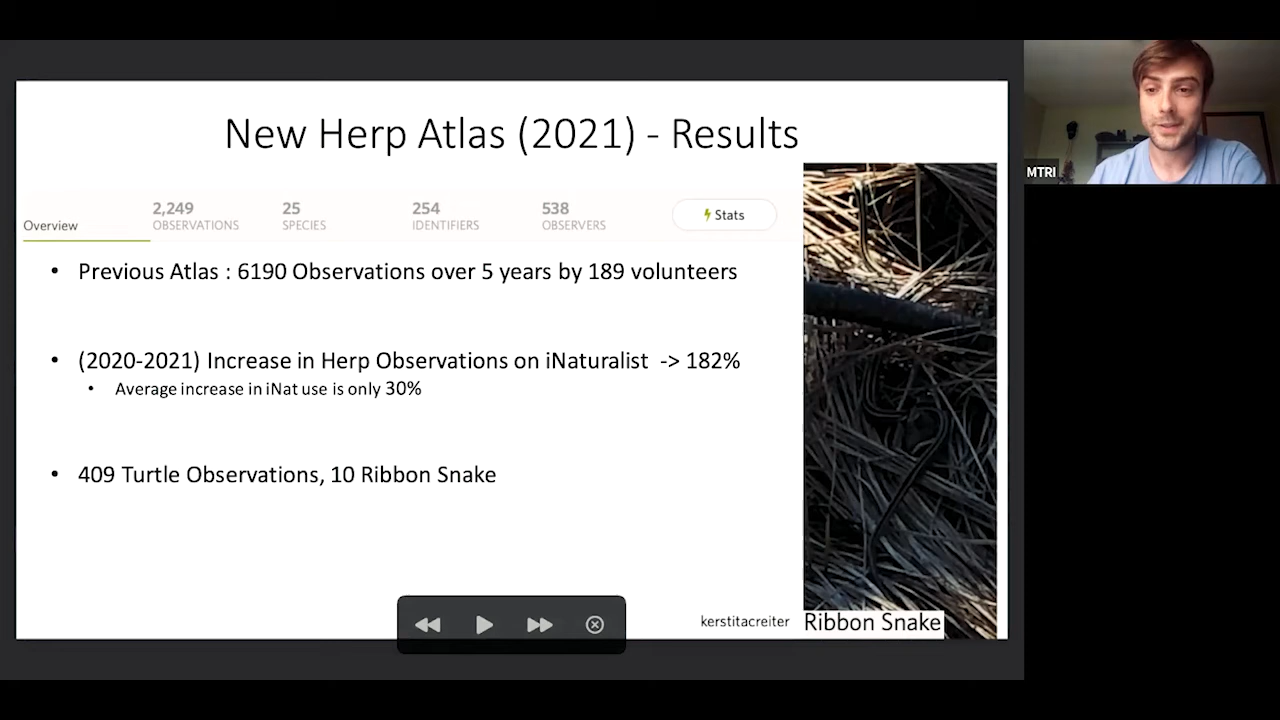 New Herp Atlas (2021) - Results
MTRI
Overview
2,249
OBSERVATIONS
25
SPECIES
254
IDENTIFIERS
538
OBSERVERS
Stats
• Previous Atlas : 6190 Observations over 5 years by 189 volunteers
• (2020-2021) Increase in Herp Observations on iNaturalist -> 182%
• Average increase in iNat use is only 30%
• 409 Turtle Observations, 10 Ribbon Snake
kerstitacreiter
Ribbon Snake